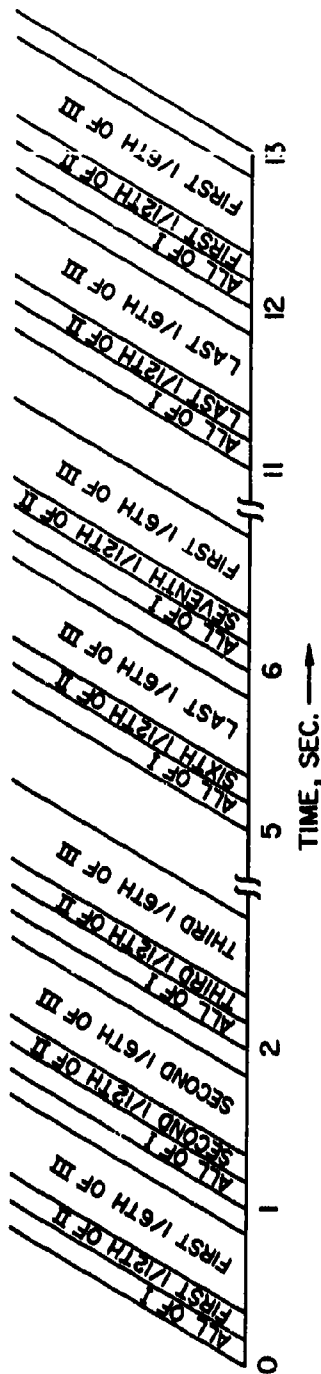 ALL OF I
FIRST 1/12TH OF II
FIRST 1/6TH OF III
ALL OF I
SECOND 1/12TH OF II
SECOND 1/6TH OF III
ALL OF I
THIRD 1/12TH OF II
THIRD 1/6TH OF III
ALL OF I
SIXTH 1/12TH OF II
LAST 1/6TH OF III
ALL OF I
SEVENTH 1/12TH OF II
FIRST 1/6TH OF III
ALL OF I
LAST 1/12TH OF II
LAST 1/6TH OF III
ALL OF I
FIRST 1/12TH OF II
FIRST 1/6TH OF III
0 1 2 5 6 11 12 13
TIME, SEC.